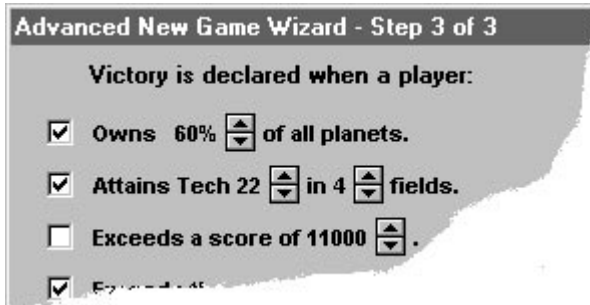 Advanced New Game Wizard - Step 3 of 3
Victory is declared when a player:
Owns 60% of all planets.
Attains Tech 22 in 4 fields.
Exceeds a score of 11000 .